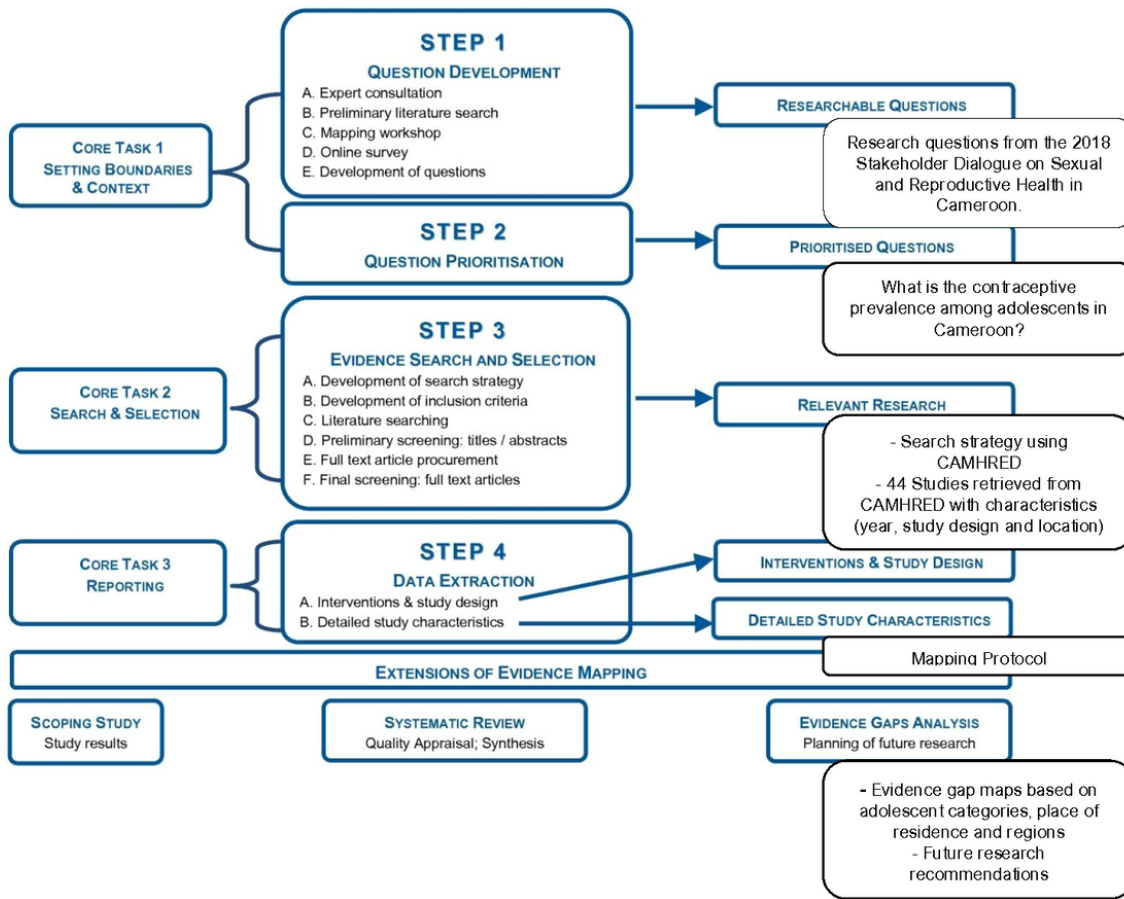 CORE TASK 1
SETTING BOUNDARIES
& CONTEXT
STEP 1
QUESTION DEVELOPMENT
A. Expert consultation
B. Preliminary literature search
C. Mapping workshop
D. Online survey
E. Development of questions
RESEARCHABLE QUESTIONS
Research questions from the 2018
Stakeholder Dialogue on Sexual
and Reproductive Health in
Cameroon.
STEP 2
QUESTION PRIORITISATION
PRIORITISED QUESTIONS
What is the contraceptive
prevalence among adolescents in
Cameroon?
CORE TASK 2
SEARCH & SELECTION
STEP 3
EVIDENCE SEARCH AND SELECTION
A. Development of search strategy
B. Development of inclusion criteria
C. Literature searching
D. Preliminary screening: titles / abstracts
E. Full text article procurement
F. Final screening: full text articles
RELEVANT RESEARCH
- Search strategy using
CAMHRED
- 44 Studies retrieved from
CAMHRED with characteristics
(year, study design and location)
CORE TASK 3
REPORTING
STEP 4
DATA EXTRACTION
A. Interventions & study design
B. Detailed study characteristics
INTERVENTIONS & STUDY DESIGN
DETAILED STUDY CHARACTERISTICS
Mapping Protocol
EXTENSIONS OF EVIDENCE MAPPING
SCOPING STUDY
Study results
SYSTEMATIC REVIEW
Quality Appraisal; Synthesis
EVIDENCE GAPS ANALYSIS
Planning of future research
- Evidence gap maps based on
adolescent categories, place of
residence and regions
- Future research
recommendations